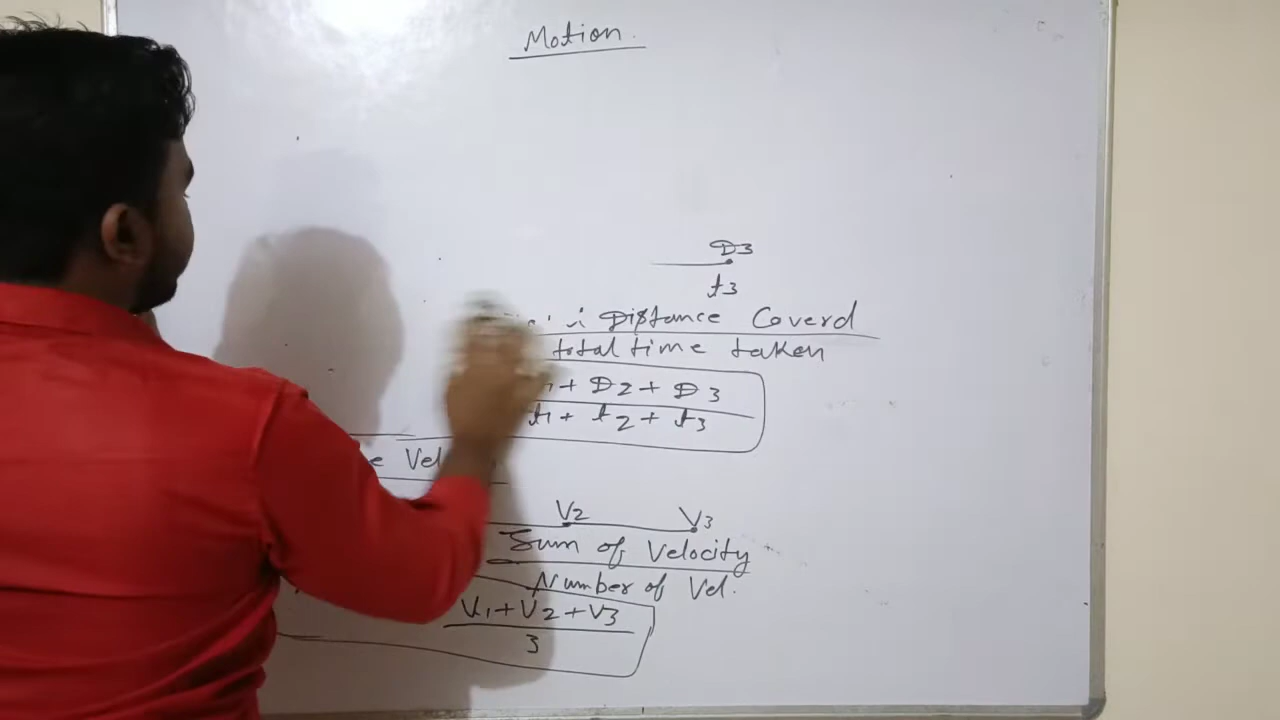 Motion.
D3
t3
Distance Coverd
total time taken
+ D2 + D3
t1 + t2 + t3
e Vel
V2 V3
Sum of Velocity
Number of Vel.
V1+V2+V3
3